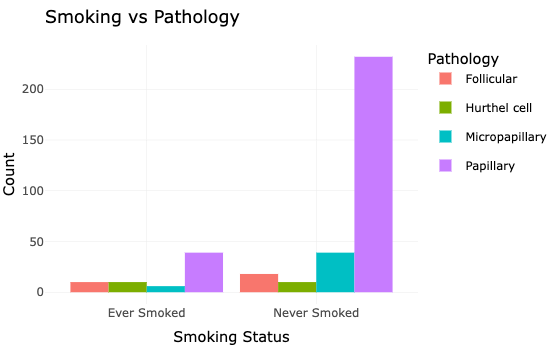 Smoking vs Pathology
Pathology
Follicular
Hurthel cell
Micropapillary
Papillary
Count
200
150
100
50
0
Ever Smoked
Never Smoked
Smoking Status